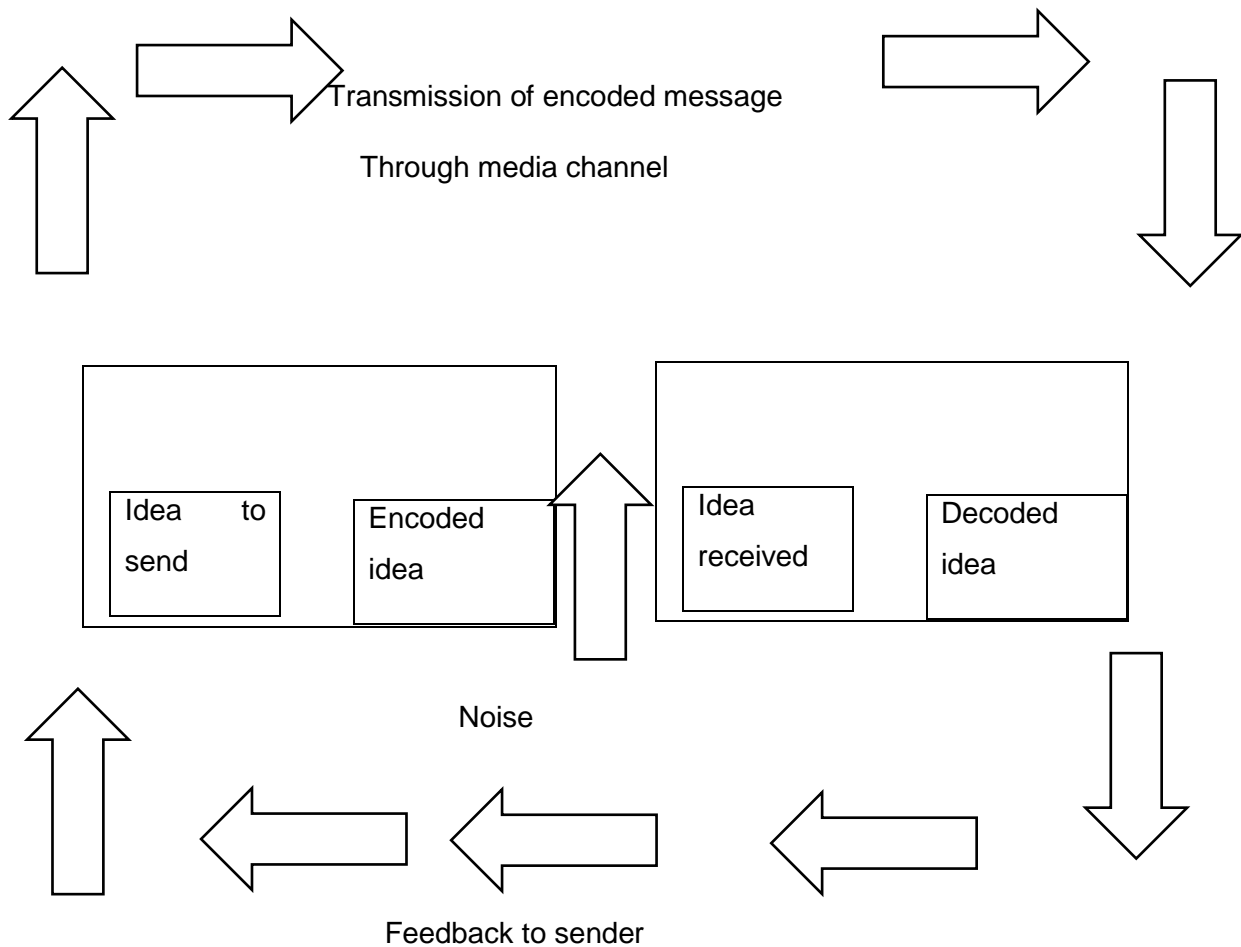 Transmission of encoded message
Through media channel
Idea to
send
Encoded
idea
Idea
received
Decoded
idea
Noise
Feedback to sender